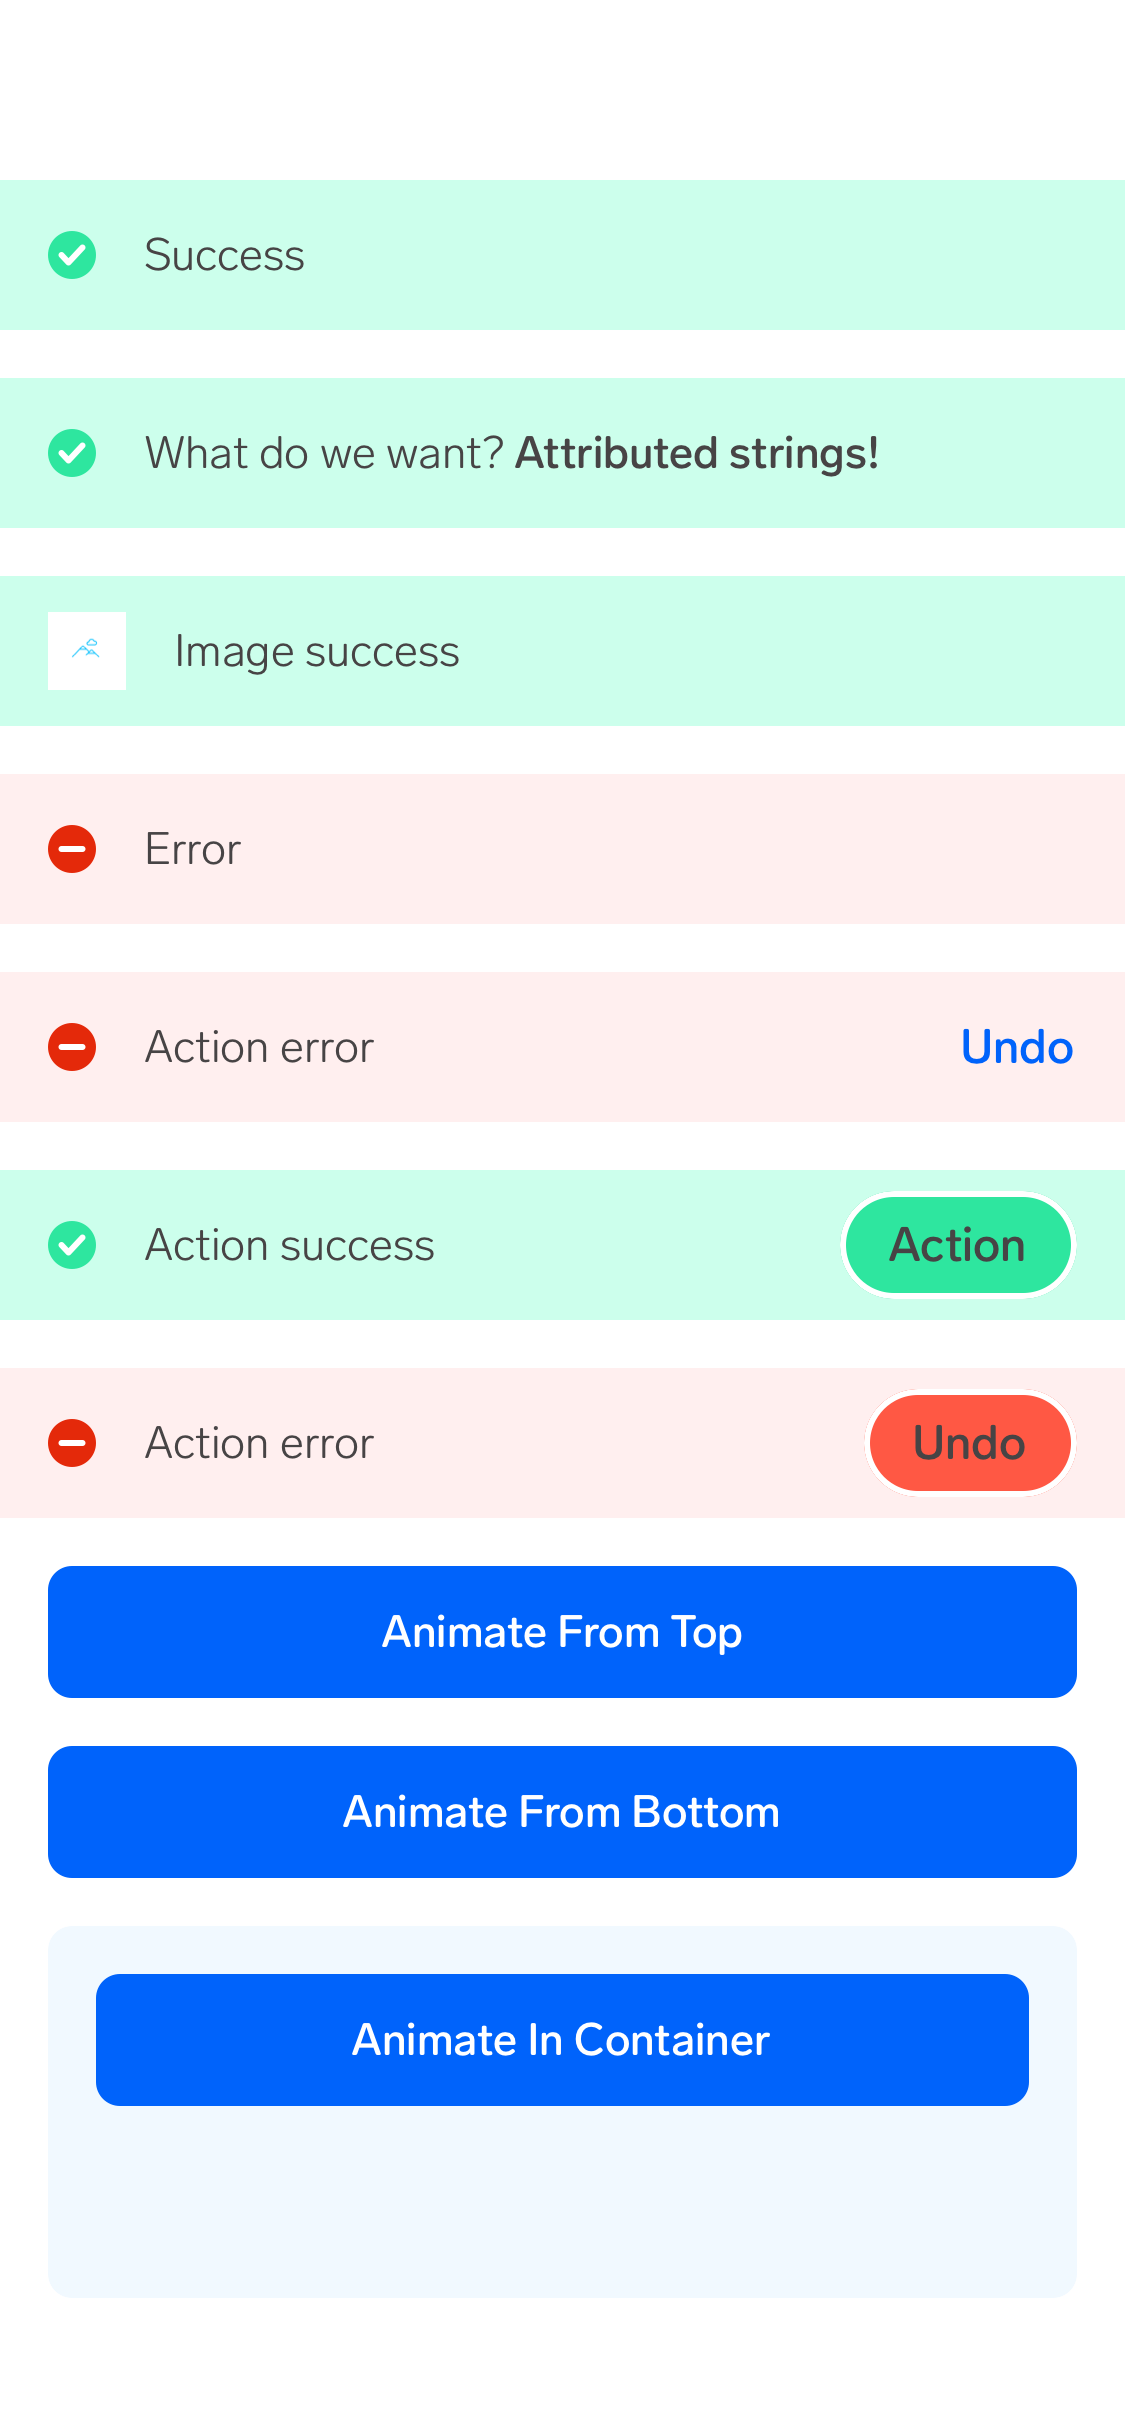 Success
What do we want? Attributed strings!
Image success
Error
Action error Undo
Action success Action
Action error Undo
Animate From Top
Animate From Bottom
Animate In Container